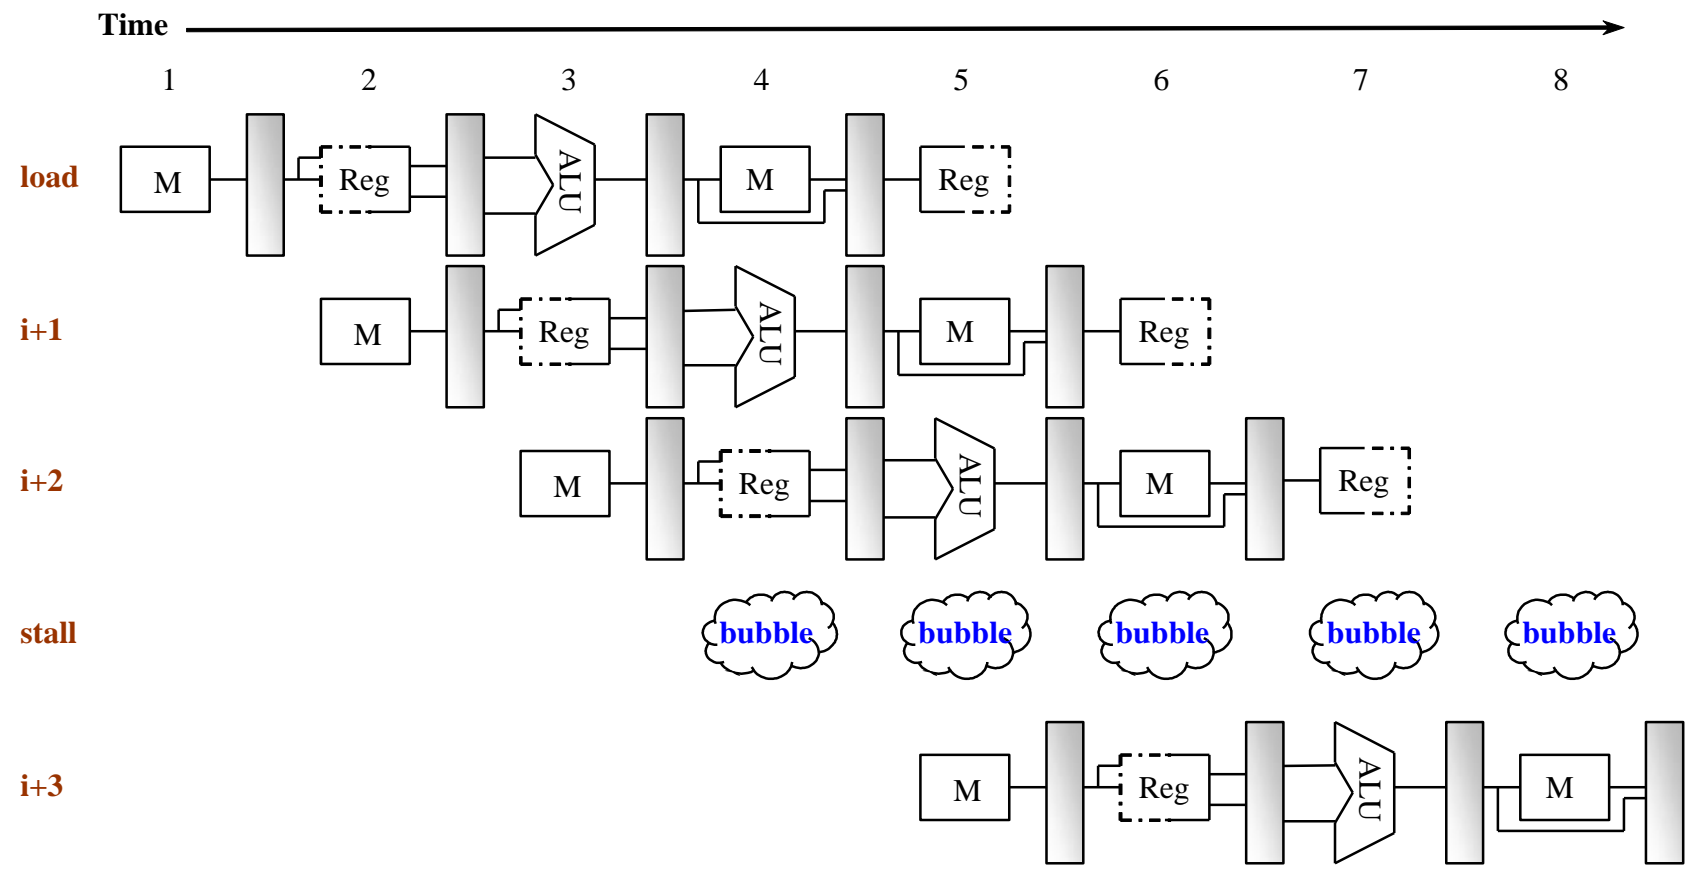 Time
1 2 3 4 5 6 7 8
load M Reg ALU M Reg
i+1 M Reg ALU M Reg
i+2 M Reg ALU M Reg
stall bubble bubble bubble bubble bubble
i+3 M Reg ALU M